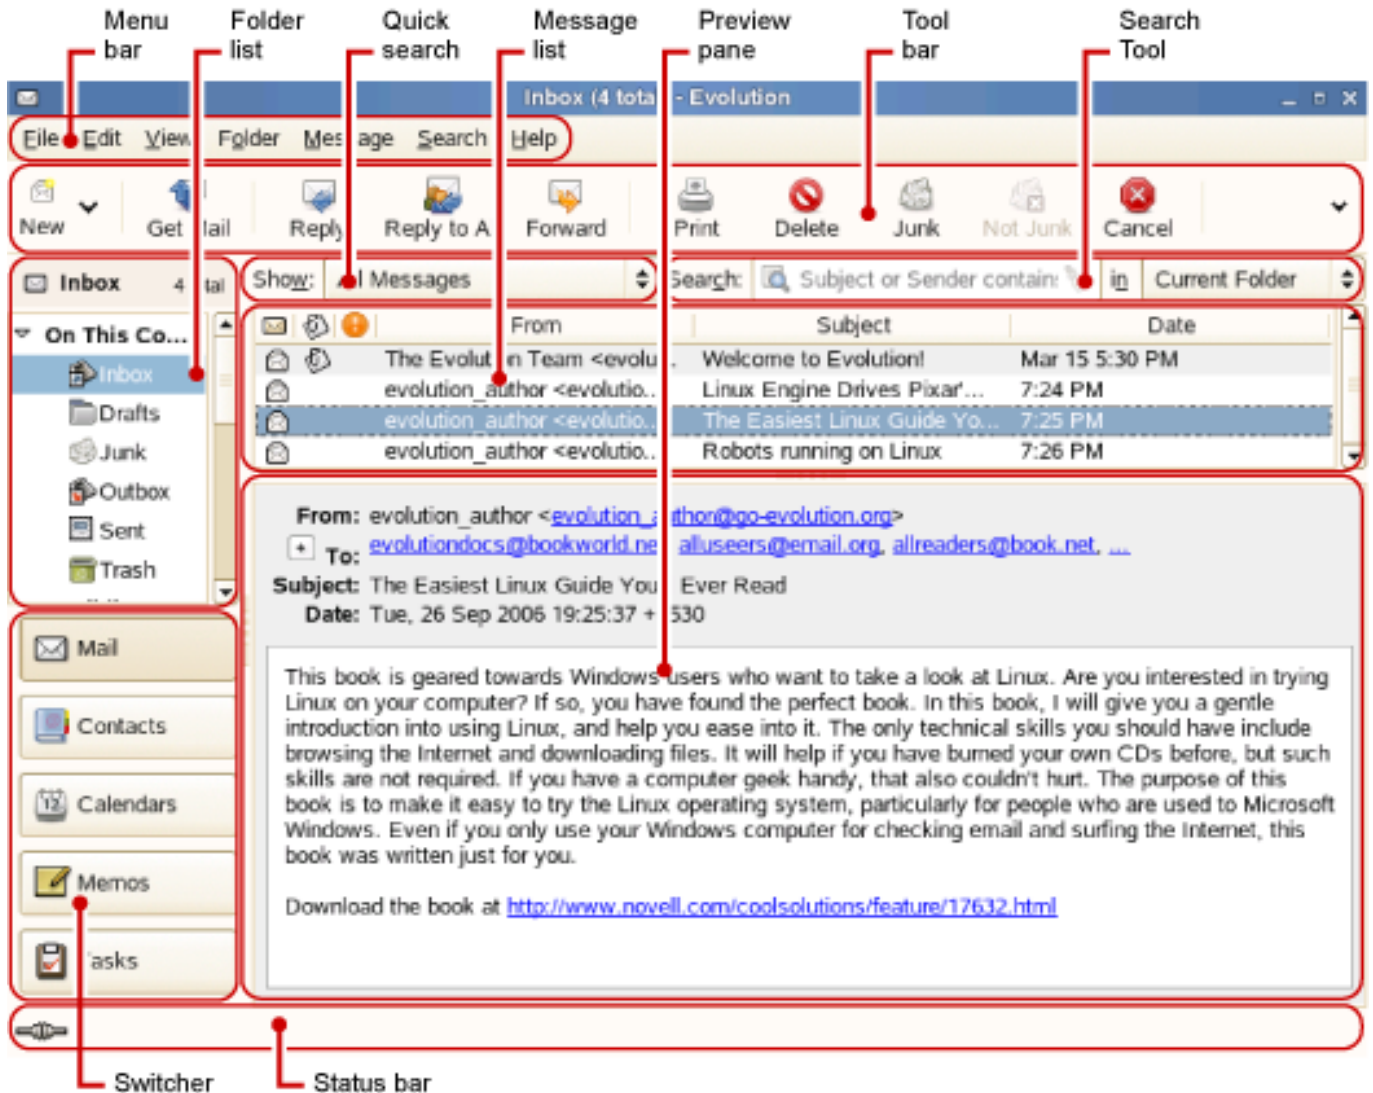 Menu bar
Folder list
Quick search
Message list
Preview pane
Tool bar
Search Tool
Inbox (4 total - Evolution
File Edit View Folder Message Search Help
New Get Mail Reply Reply to A Forward Print Delete Junk Not Junk Cancel
Inbox 4 tal
Show: All Messages
Search: Subject or Sender contains in Current Folder
On This Co...
Inbox
Drafts
Junk
Outbox
Sent
Trash
From Subject Date
The Evolution Team <evolu... Welcome to Evolution! Mar 15 5:30 PM
evolution_author <evolutio... Linux Engine Drives Pixar'... 7:24 PM
evolution_author <evolutio... The Easiest Linux Guide Yo... 7:25 PM
evolution_author <evolutio... Robots running on Linux 7:26 PM
From: evolution_author <evolution_author@go-evolution.org>
To: evolutiondocs@bookworld.ne alluseers@email.org, allreaders@book.net, ...
Subject: The Easiest Linux Guide You Ever Read
Date: Tue, 26 Sep 2006 19:25:37 + 530
This book is geared towards Windows users who want to take a look at Linux. Are you interested in trying
Linux on your computer? If so, you have found the perfect book. In this book, I will give you a gentle
introduction into using Linux, and help you ease into it. The only technical skills you should have include
browsing the Internet and downloading files. It will help if you have burned your own CDs before, but such
skills are not required. If you have a computer geek handy, that also couldn't hurt. The purpose of this
book is to make it easy to try the Linux operating system, particularly for people who are used to Microsoft
Windows. Even if you only use your Windows computer for checking email and surfing the Internet, this
book was written just for you.
Download the book at http://www.novell.com/coolsolutions/feature/17632.html
Mail
Contacts
12 Calendars
Memos
Tasks
Switcher
Status bar